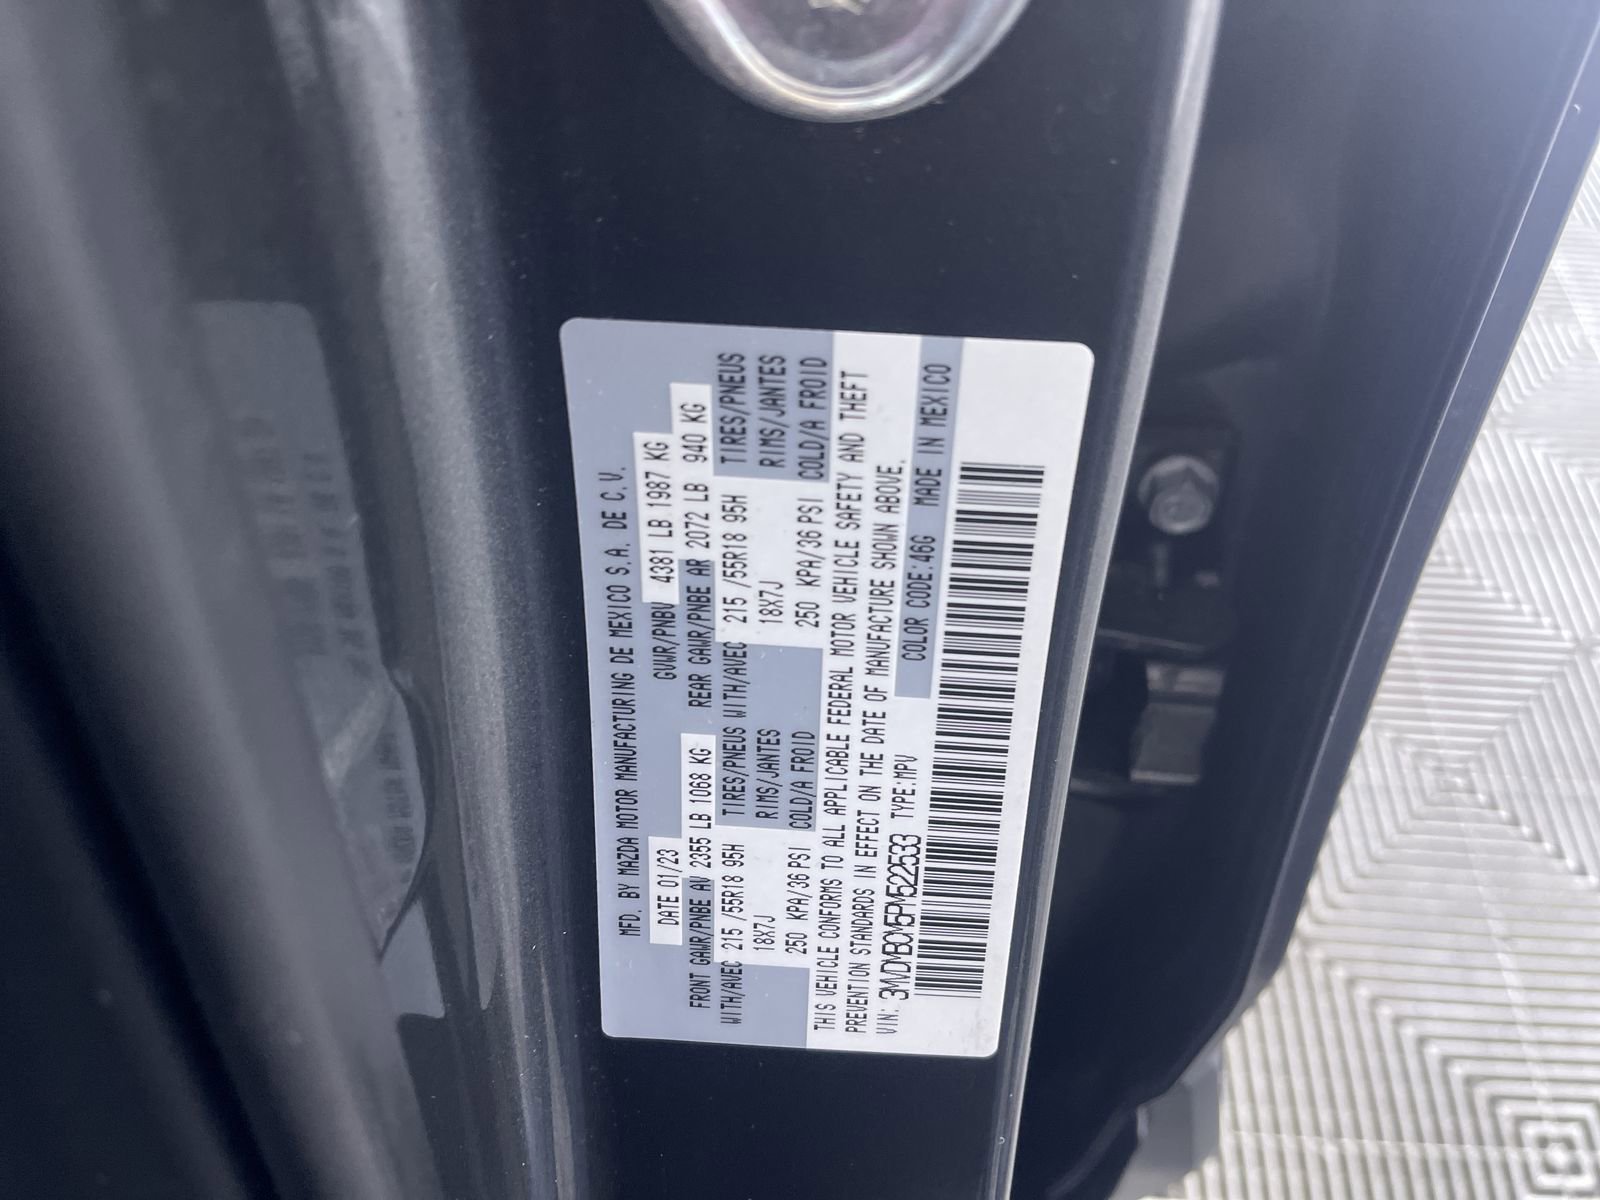 MFD. BY MAZDA MOTOR MANUFACTURING DE MEXICO S.A. DE C.V.
DATE 01/23 GVWR/PNBV 4381 LB 1987 KG
FRONT GAWR/PNBE AV 2355 LB 1068 KG REAR GAWR/PNBE AR 2072 LB 940 KG
WITH/AVEC 215 /55R18 95H TIRES/PNEUS WITH/AVEC 215 /55R18 95H TIRES/PNEUS
18X7J RIMS/JANTES 18X7J RIMS/JANTES
250 KPA/36 PSI COLD/A FROID 250 KPA/36 PSI COLD/A FROID
THIS VEHICLE CONFORMS TO ALL APPLICABLE FEDERAL MOTOR VEHICLE SAFETY AND THEFT
PREVENTION STANDARDS IN EFFECT ON THE DATE OF MANUFACTURE SHOWN ABOVE.
VIN: 3MVDMBCM5PM522533 TYPE:MPV COLOR CODE:46G MADE IN MEXICO